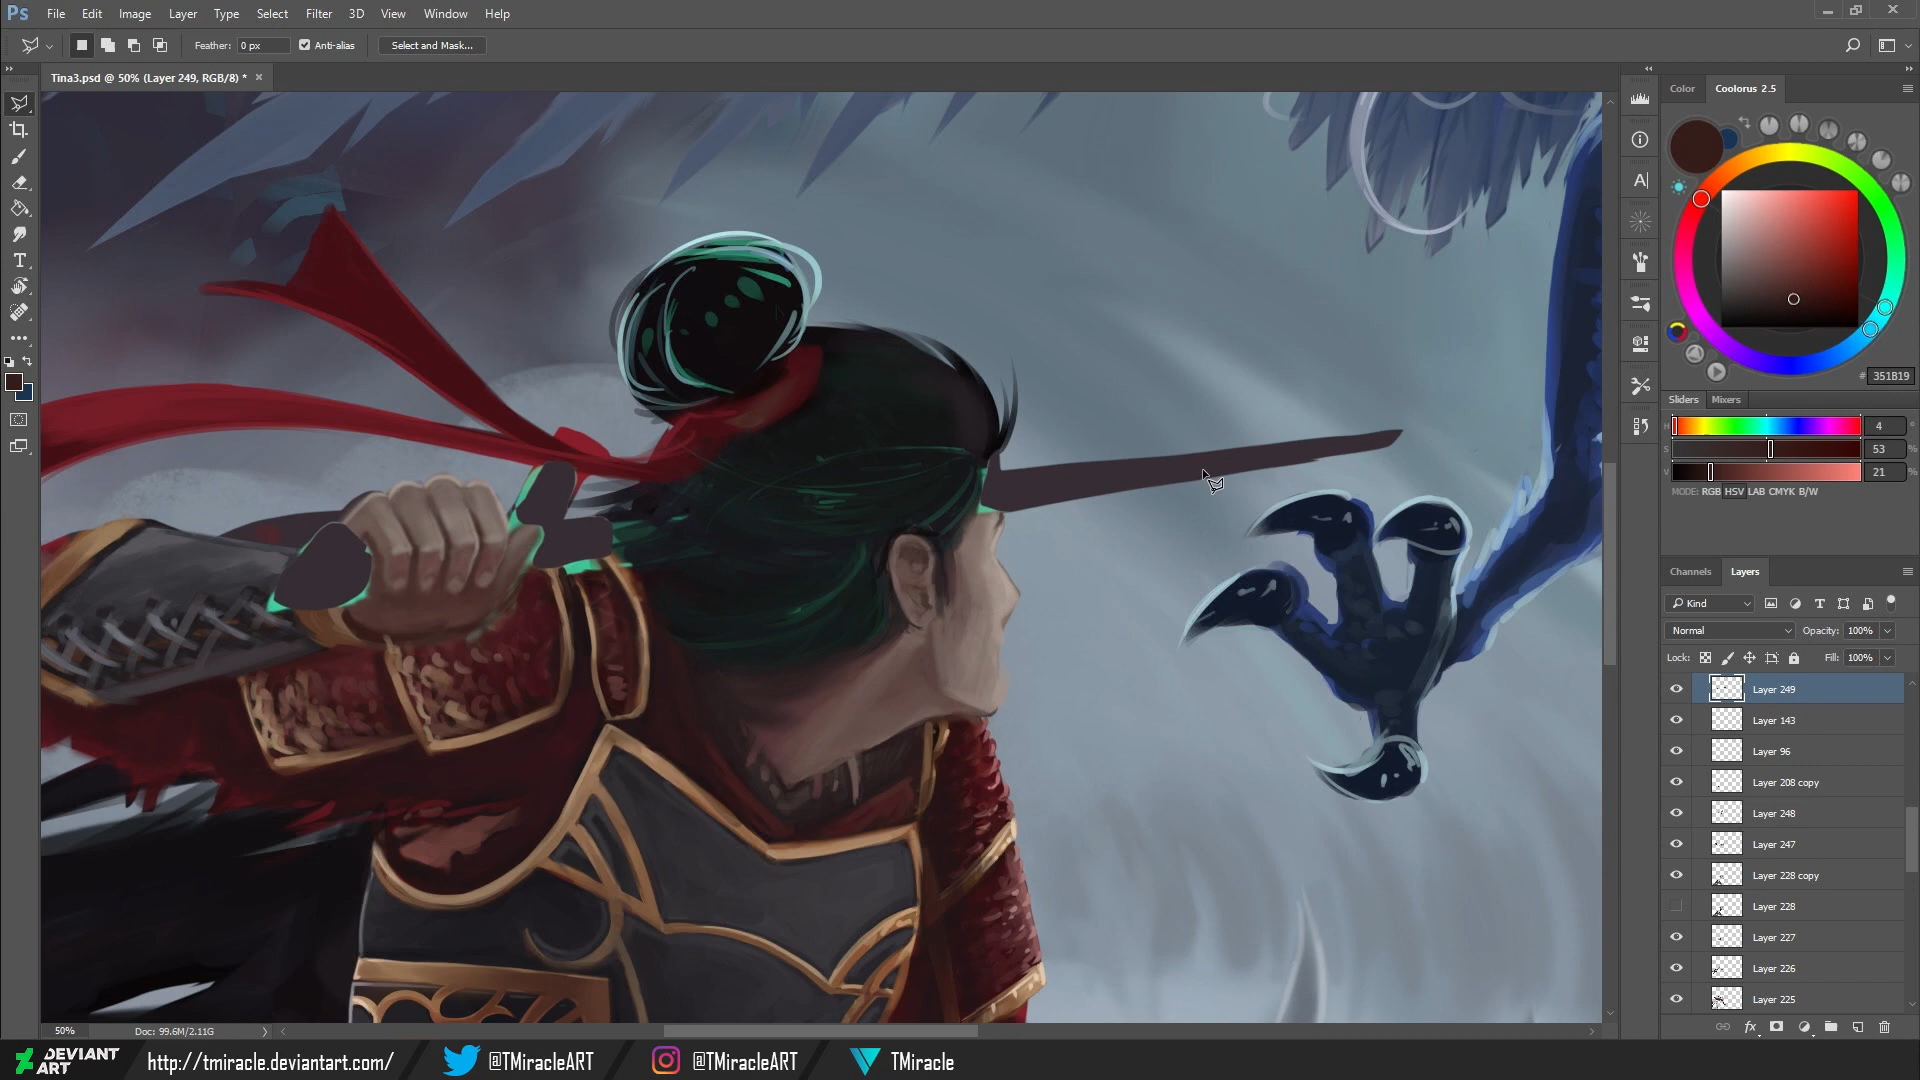 Ps File Edit Image Layer Type Select Filter 3D View Window Help
Feather: 0 px Anti-alias Select and Mask...
Tina3.psd @ 50% (Layer 249, RGB/8) * ×
Color Coolorus 2.5
# 351B19
Sliders Mixers
H 4 °
S 53 %
V 21 %
MODE: RGB HSV LAB CMYK B/W
Channels Layers
Kind
Normal Opacity: 100%
Lock: Fill: 100%
Layer 249
Layer 143
Layer 96
Layer 208 copy
Layer 248
Layer 247
Layer 228 copy
Layer 228
Layer 227
Layer 226
Layer 225
fx
50% Doc: 99.6M/2.11G
DEVIANT ART http://tmiracle.deviantart.com/ @TMiracleART @TMiracleART TMiracle